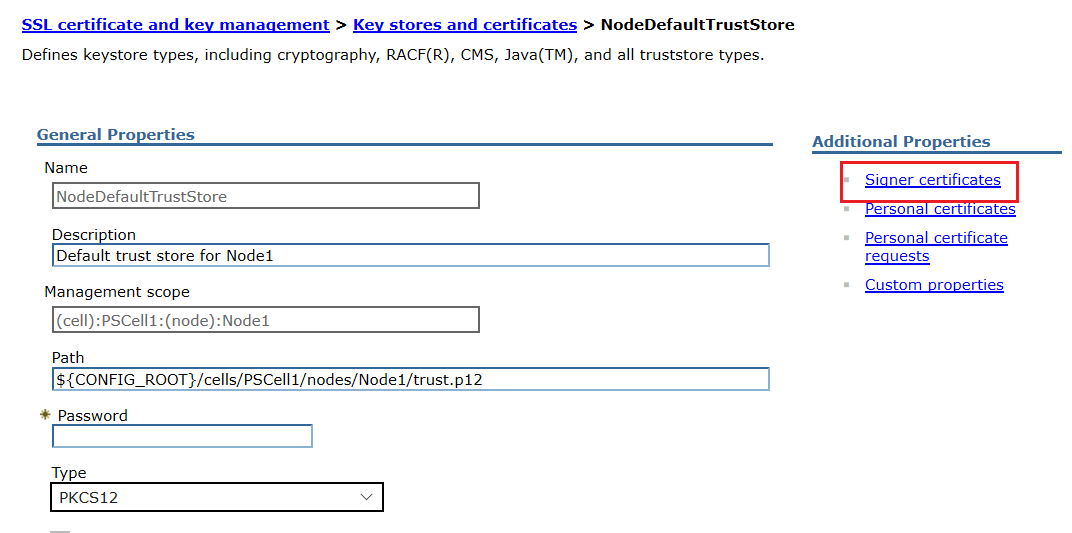 SSL certificate and key management > Key stores and certificates > NodeDefaultTrustStore
Defines keystore types, including cryptography, RACF(R), CMS, Java(TM), and all truststore types.
General Properties
Name
NodeDefaultTrustStore
Description
Default trust store for Node1
Management scope
(cell):PSCell1:(node):Node1
Path
${CONFIG_ROOT}/cells/PSCell1/nodes/Node1/trust.p12
Password
Type
PKCS12
Additional Properties
Signer certificates
Personal certificates
Personal certificate
requests
Custom properties